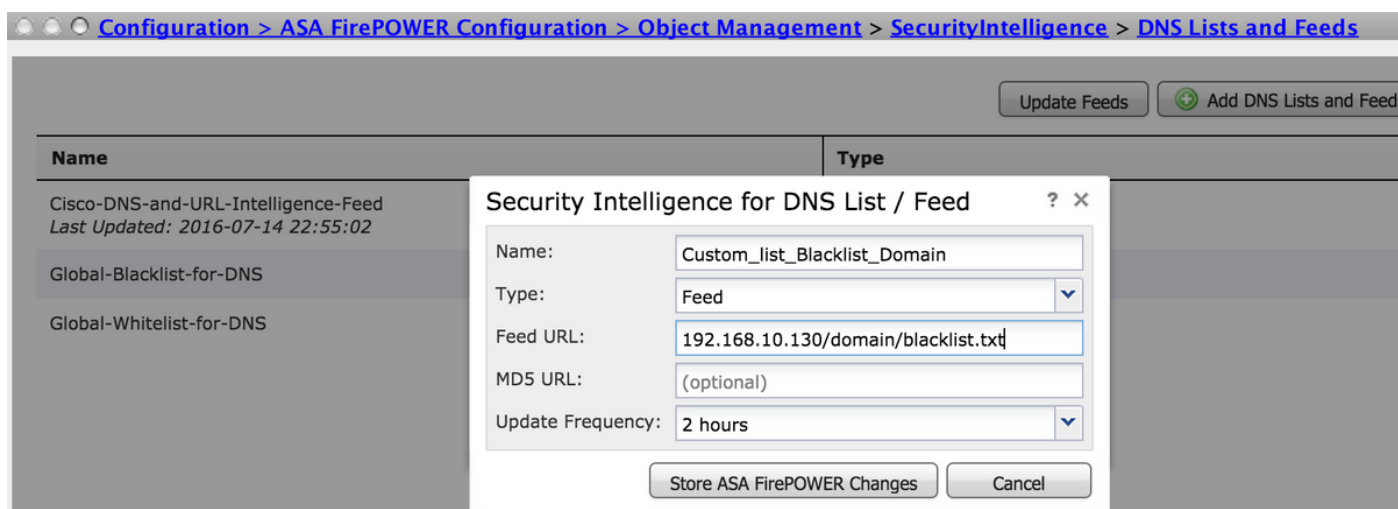 Configuration > ASA FirePOWER Configuration > Object Management > SecurityIntelligence > DNS Lists and Feeds
Update Feeds Add DNS Lists and Feed
Name Type
Cisco-DNS-and-URL-Intelligence-Feed
Last Updated: 2016-07-14 22:55:02
Global-Blacklist-for-DNS
Global-Whitelist-for-DNS
Security Intelligence for DNS List / Feed ? ×
Name: Custom_list_Blacklist_Domain
Type: Feed
Feed URL: 192.168.10.130/domain/blacklist.txt
MD5 URL: (optional)
Update Frequency: 2 hours
Store ASA FirePOWER Changes Cancel